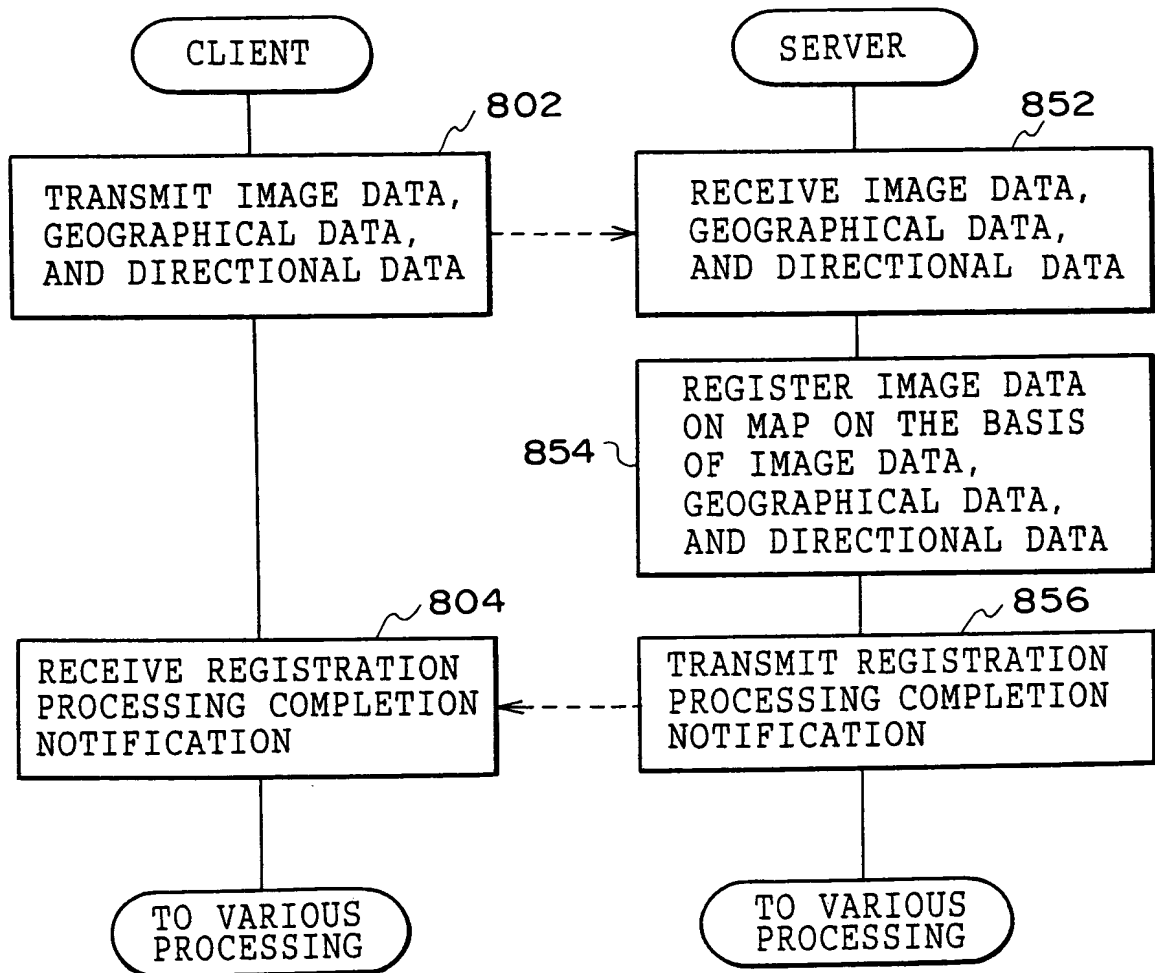 CLIENT
SERVER
802
852
TRANSMIT IMAGE DATA,
GEOGRAPHICAL DATA,
AND DIRECTIONAL DATA
RECEIVE IMAGE DATA,
GEOGRAPHICAL DATA,
AND DIRECTIONAL DATA
854
REGISTER IMAGE DATA
ON MAP ON THE BASIS
OF IMAGE DATA,
GEOGRAPHICAL DATA,
AND DIRECTIONAL DATA
804
856
RECEIVE REGISTRATION
PROCESSING COMPLETION
NOTIFICATION
TRANSMIT REGISTRATION
PROCESSING COMPLETION
NOTIFICATION
TO VARIOUS
PROCESSING
TO VARIOUS
PROCESSING